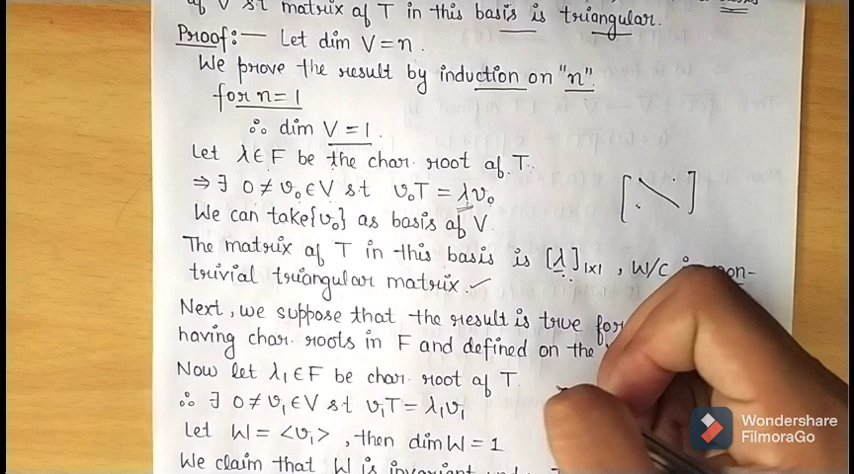 of V st matrix of T in this basis is triangular.
Proof:— Let dim V = n.
We prove the result by induction on "n".
for n = 1
∴ dim V = 1.
Let λ ∈ F be the char. root of T.
⇒ ∃ 0 ≠ v₀ ∈ V st v₀T = λv₀
We can take {v₀} as basis of V.
The matrix of T in this basis is [λ]₁ₓ₁, w/c is non-
trivial triangular matrix. ✓
Next, we suppose that the result is true for
having char. roots in F and defined on the
Now let λ₁ ∈ F be char. root of T.
∴ ∃ 0 ≠ v₁ ∈ V st v₁T = λ₁v₁
Let W = <v₁>, then dim W = 1
We claim that W is invariant
Wondershare
FilmoraGo